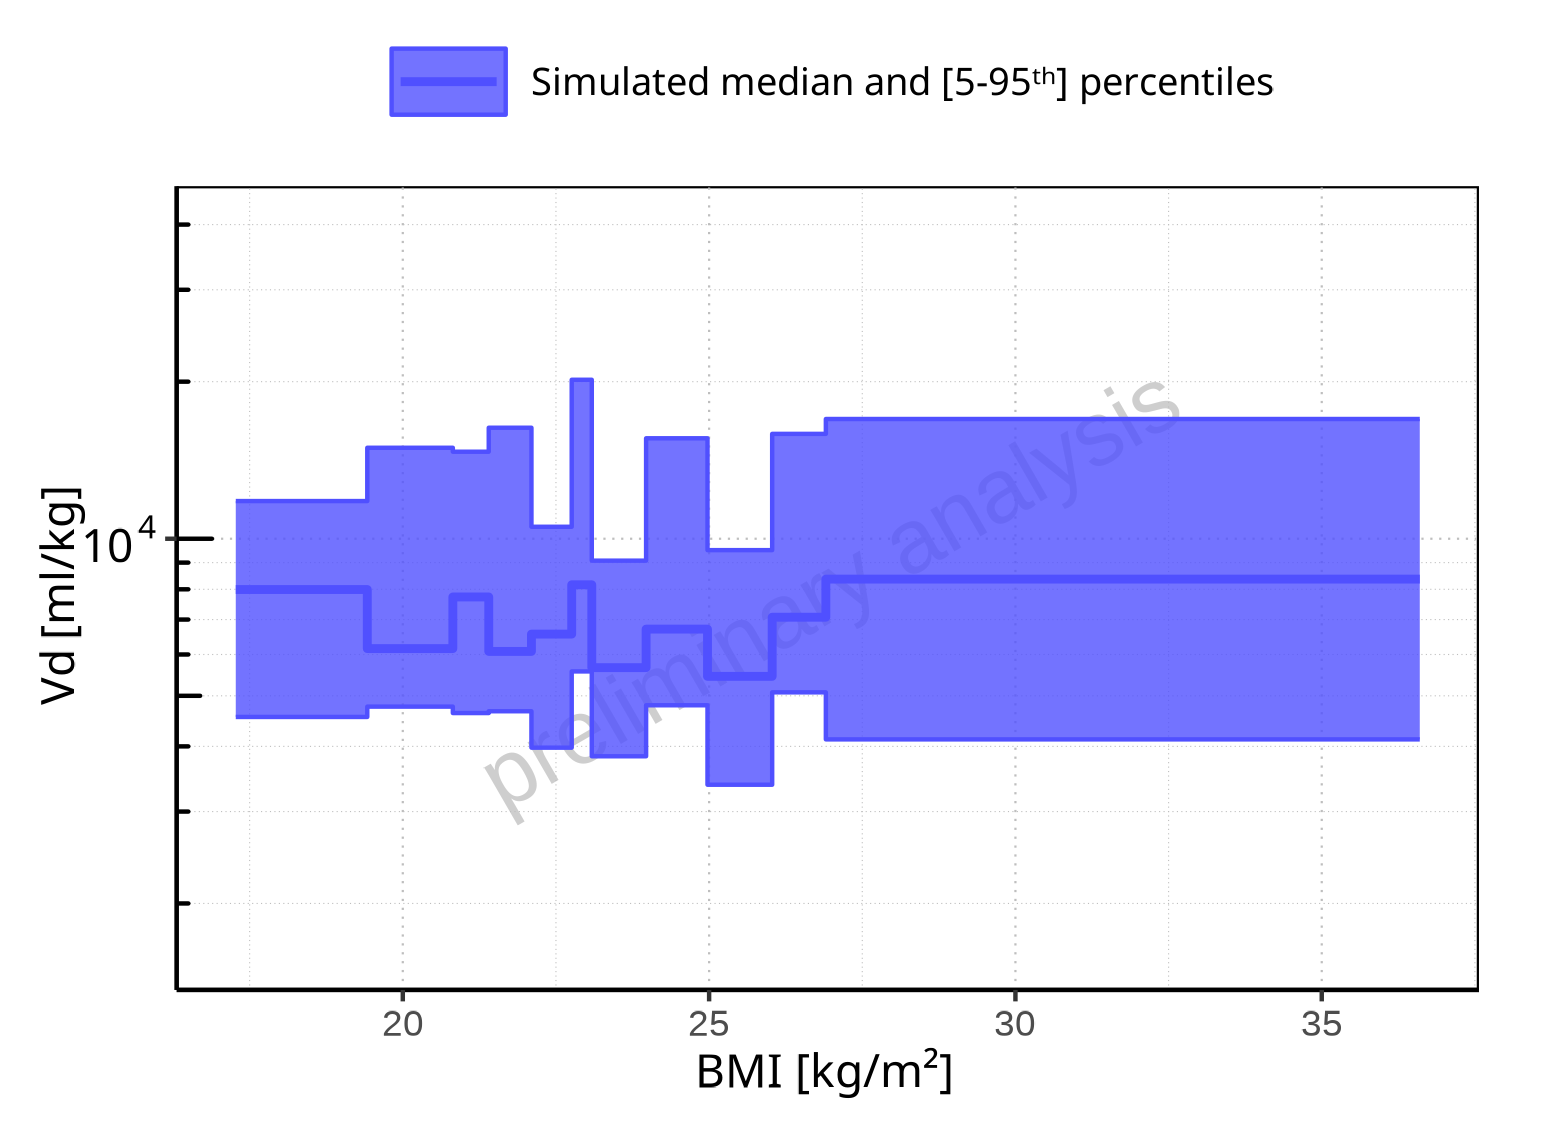 Simulated median and [5-95ᵗʰ] percentiles
Vd [ml/kg]
10⁴
preliminary analysis
20 25 30 35
BMI [kg/m²]